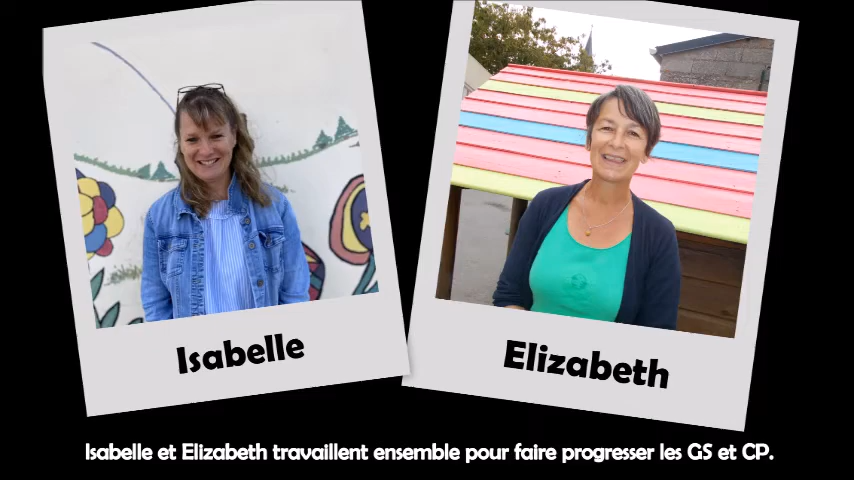 Isabelle
Elizabeth
Isabelle et Elizabeth travaillent ensemble pour faire progresser les GS et CP.